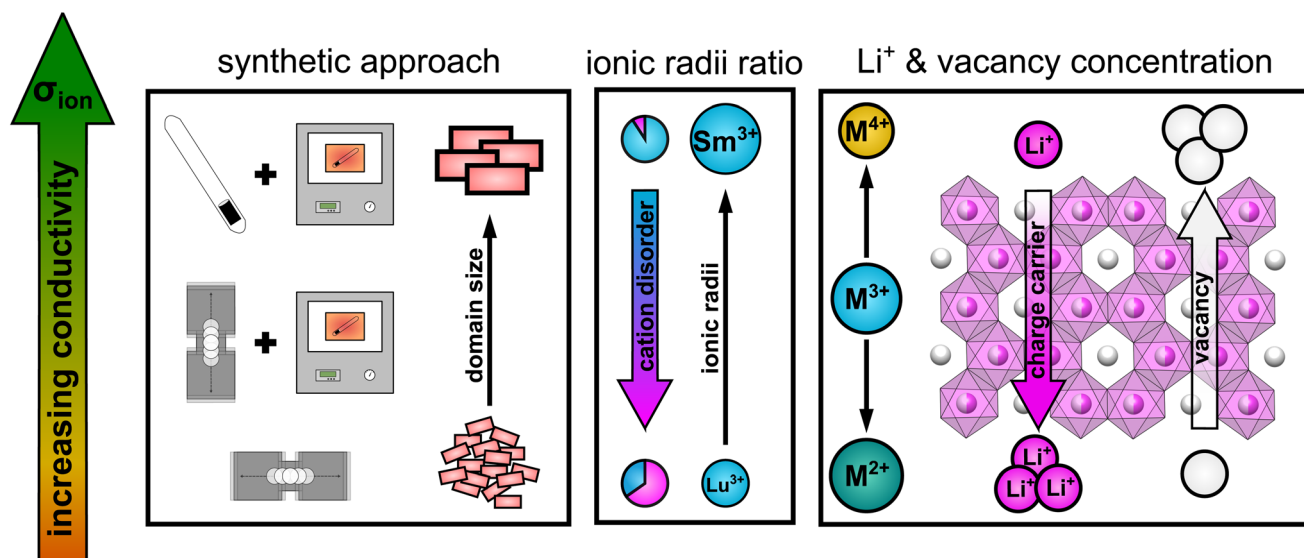 synthetic approach
ionic radii ratio
Li⁺ & vacancy concentration
σion
increasing conductivity
domain size
cation disorder
Sm³⁺
ionic radii
Lu³⁺
M⁴⁺
M³⁺
M²⁺
Li⁺
charge carrier
Li⁺
Li⁺
Li⁺
vacancy